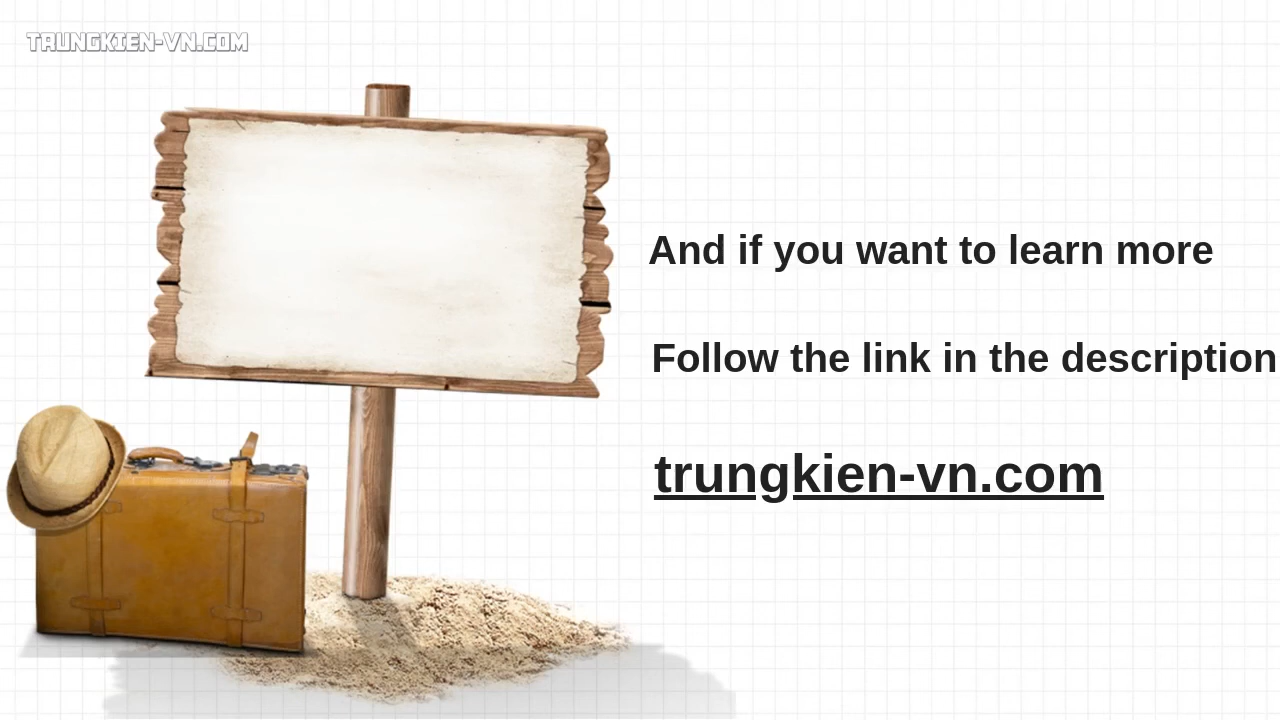 TRUNGKIEN-VN.COM
And if you want to learn more
Follow the link in the description
trungkien-vn.com